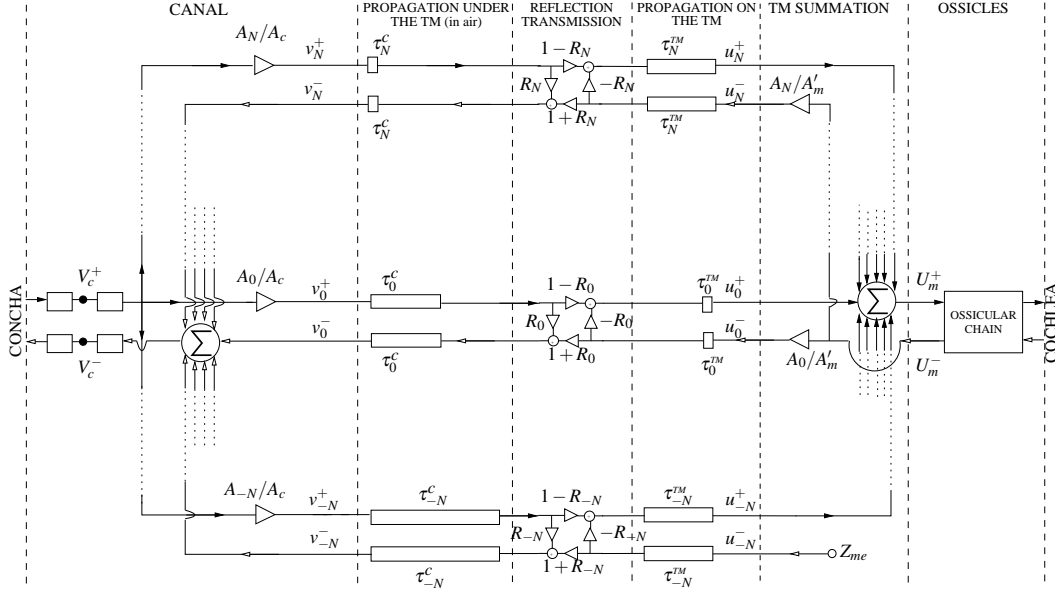 CANAL
PROPAGATION UNDER
THE TM (in air)
REFLECTION
TRANSMISSION
PROPAGATION ON
THE TM
TM SUMMATION
OSSICLES
A_N/A_c
v_N^+
τ_N^c
1 − R_N
τ_N^{TM}
u_N^+
v_N^−
R_N
−R_N
u_N^−
A_N/A′_m
τ_N^c
1 + R_N
τ_N^{TM}
CONCHA
V_c^+
A_0/A_c
v_0^+
τ_0^c
1 − R_0
τ_0^{TM}
u_0^+
∑
U_m^+
R_0
−R_0
OSSICULAR
CHAIN
COCHLEA
V_c^−
∑
v_0^−
τ_0^c
1 + R_0
u_0^−
τ_0^{TM}
A_0/A′_m
U_m^−
A_{−N}/A_c
v_{−N}^+
τ_{−N}^c
1 − R_{−N}
τ_{−N}^{TM}
u_{−N}^+
v_{−N}^−
R_{−N}
−R_{+N}
u_{−N}^−
Z_{me}
τ_{−N}^c
1 + R_{−N}
τ_{−N}^{TM}